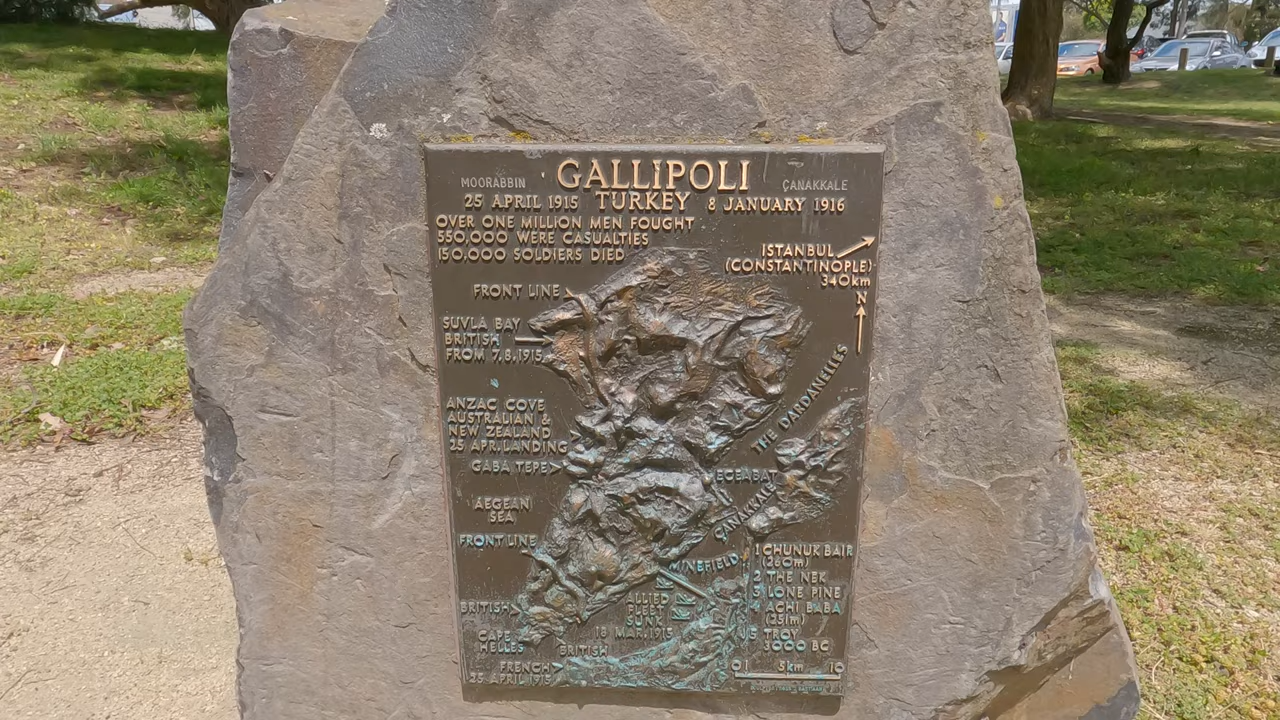 GALLIPOLI
MOORABBIN
ÇANAKKALE
25 APRIL 1915 TURKEY 8 JANUARY 1916
OVER ONE MILLION MEN FOUGHT
550,000 WERE CASUALTIES
150,000 SOLDIERS DIED
ISTANBUL
(CONSTANTINOPLE)
340km
N
FRONT LINE
SUVLA BAY
BRITISH
FROM 7.8.1915
THE DARDANELLES
ANZAC COVE
AUSTRALIAN &
NEW ZEALAND
25 APR. LANDING
GABA TEPE
ECEABAT
ÇANAKKALE
AEGEAN
SEA
FRONT LINE
MINEFIELD
1 CHUNUK BAIR
(260m)
2 THE NEK
3 LONE PINE
4 ACHI BABA
(251m)
5 TROY
3000 BC
ALLIED
FLEET
SUNK
18 MAR. 1915
BRITISH
CAPE
HELLES
BRITISH
FRENCH
25 APRIL 1915
0 1 5km 10